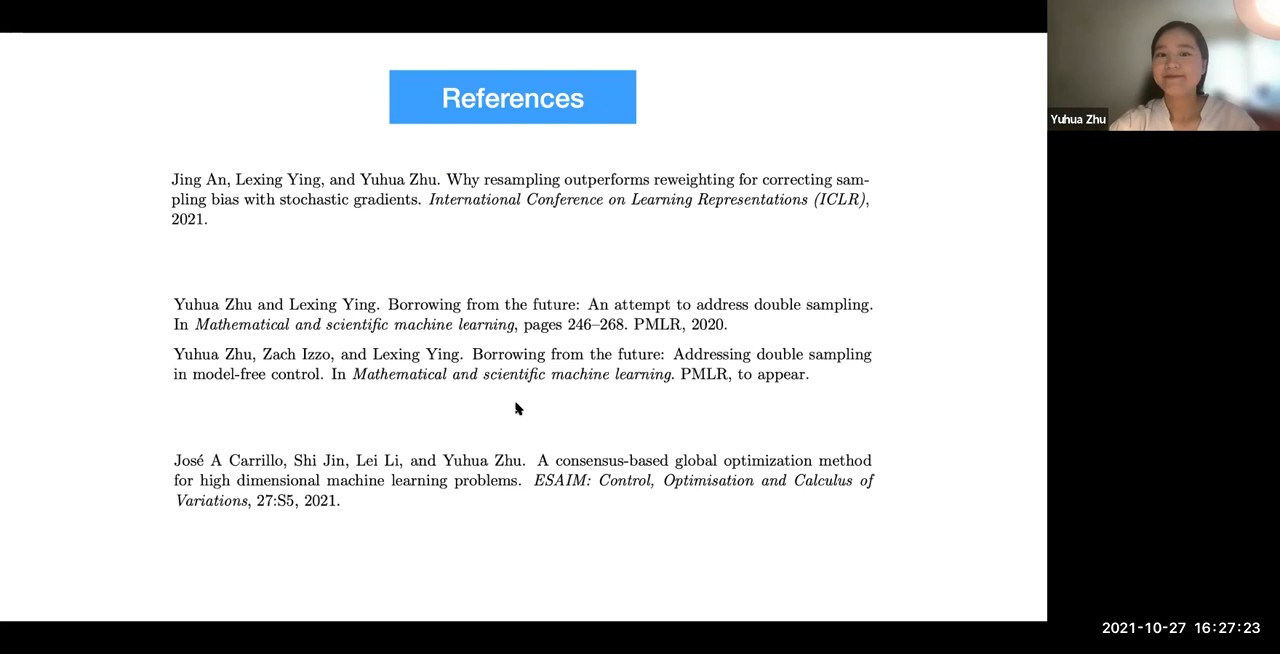 References
Jing An, Lexing Ying, and Yuhua Zhu. Why resampling outperforms reweighting for correcting sam-
pling bias with stochastic gradients. International Conference on Learning Representations (ICLR),
2021.
Yuhua Zhu and Lexing Ying. Borrowing from the future: An attempt to address double sampling.
In Mathematical and scientific machine learning, pages 246–268. PMLR, 2020.
Yuhua Zhu, Zach Izzo, and Lexing Ying. Borrowing from the future: Addressing double sampling
in model-free control. In Mathematical and scientific machine learning. PMLR, to appear.
José A Carrillo, Shi Jin, Lei Li, and Yuhua Zhu. A consensus-based global optimization method
for high dimensional machine learning problems. ESAIM: Control, Optimisation and Calculus of
Variations, 27:S5, 2021.
Yuhua Zhu
2021-10-27 16:27:23